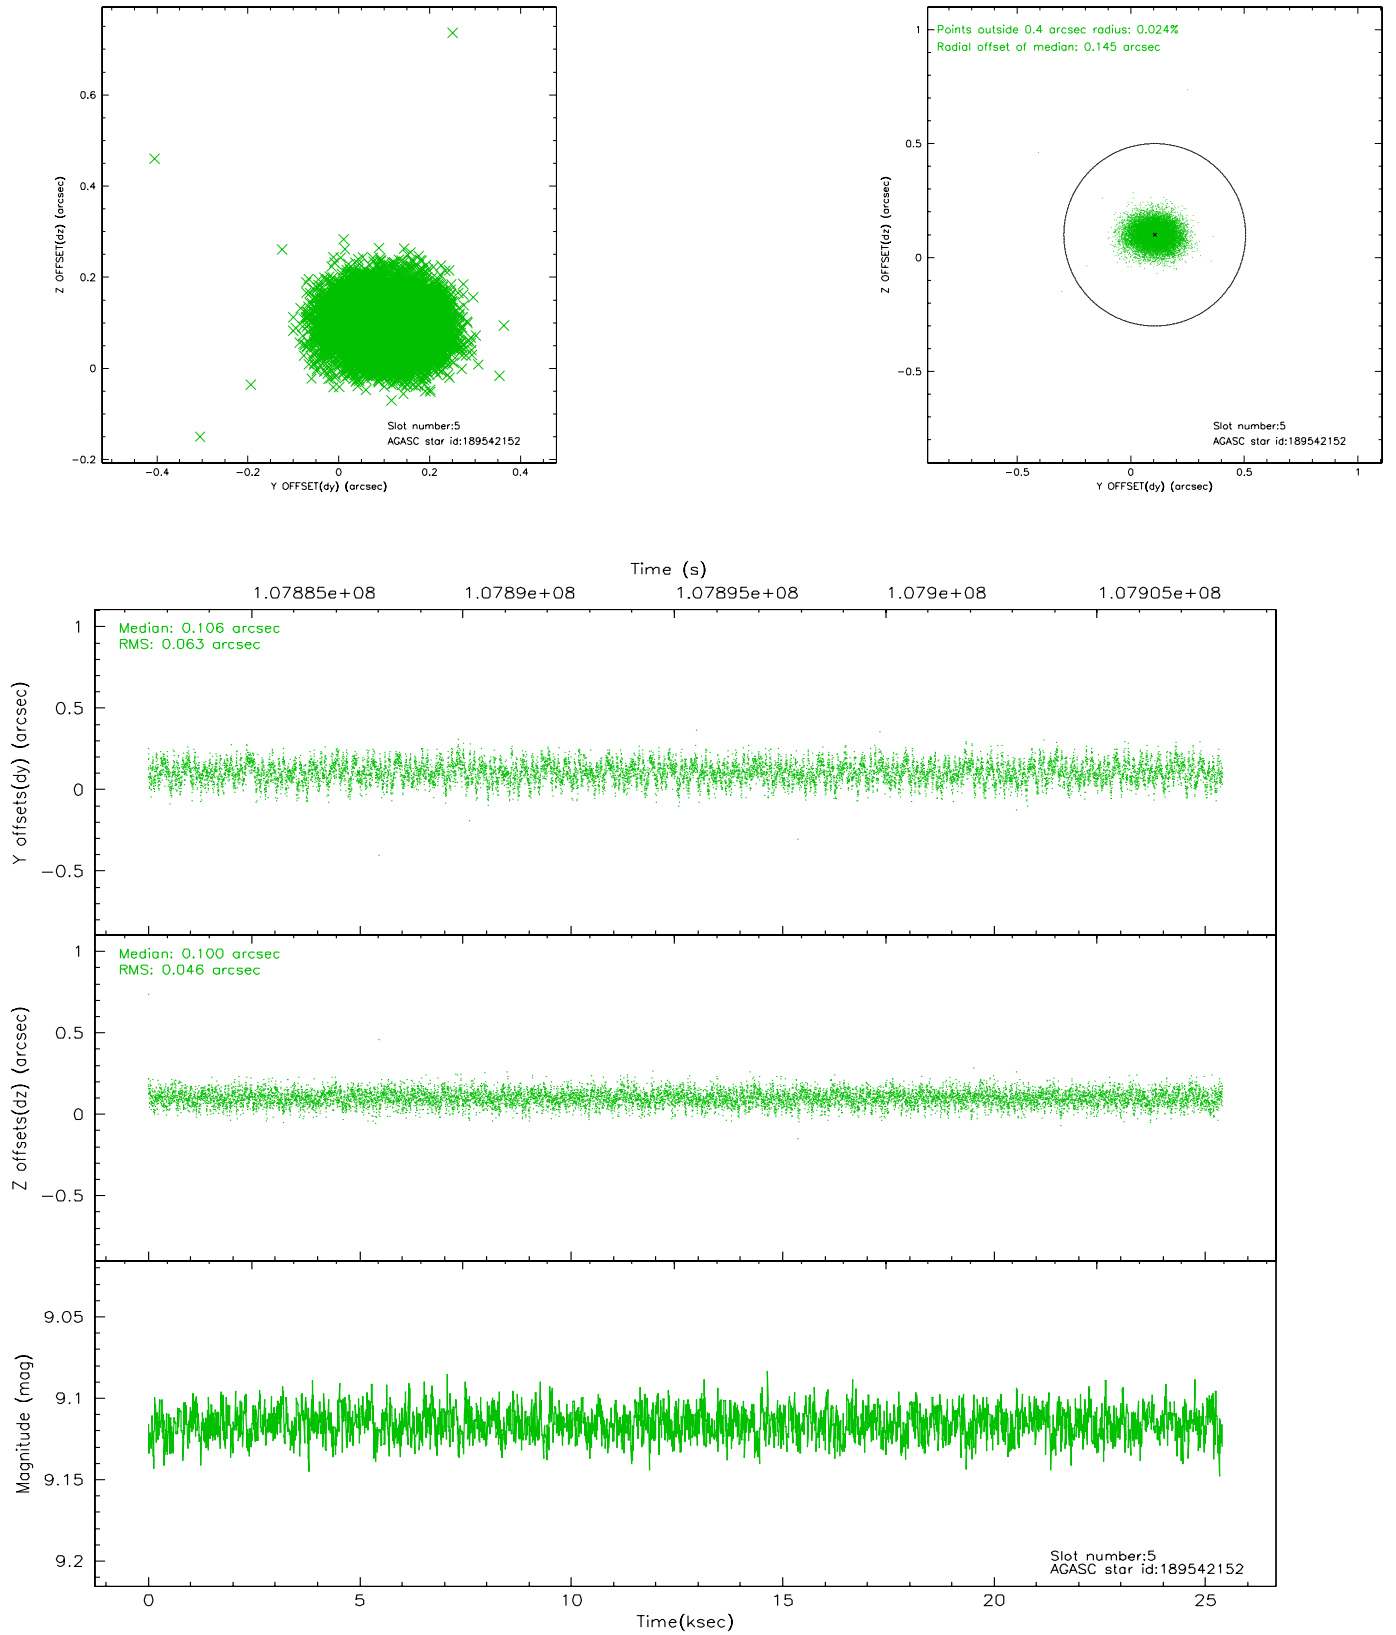 0.6
0.4
0.2
0
−0.2
−0.4
−0.2
0
0.2
0.4
Z OFFSET(dz) (arcsec)
Y OFFSET(dy) (arcsec)
Slot number:5
AGASC star id:189542152
Points outside 0.4 arcsec radius: 0.024%
Radial offset of median: 0.145 arcsec
1
0.5
0
−0.5
−0.5
0
0.5
1
Z OFFSET(dz) (arcsec)
Y OFFSET(dy) (arcsec)
Slot number:5
AGASC star id:189542152
Time (s)
1.07885e+08
1.0789e+08
1.07895e+08
1.079e+08
1.07905e+08
Median: 0.106 arcsec
RMS: 0.063 arcsec
1
0.5
0
−0.5
Y offsets(dy) (arcsec)
Median: 0.100 arcsec
RMS: 0.046 arcsec
1
0.5
0
−0.5
Z offsets(dz) (arcsec)
9.05
9.1
9.15
9.2
Magnitude (mag)
Slot number:5
AGASC star id:189542152
0
5
10
15
20
25
Time(ksec)